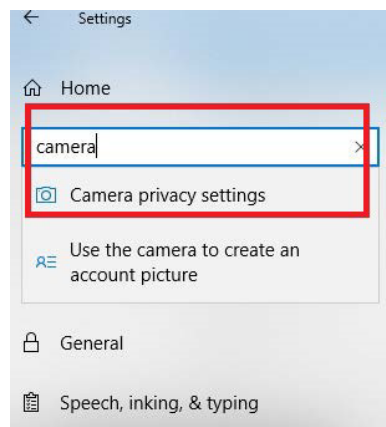 Settings
Home
camera
Camera privacy settings
Use the camera to create an
account picture
General
Speech, inking, & typing